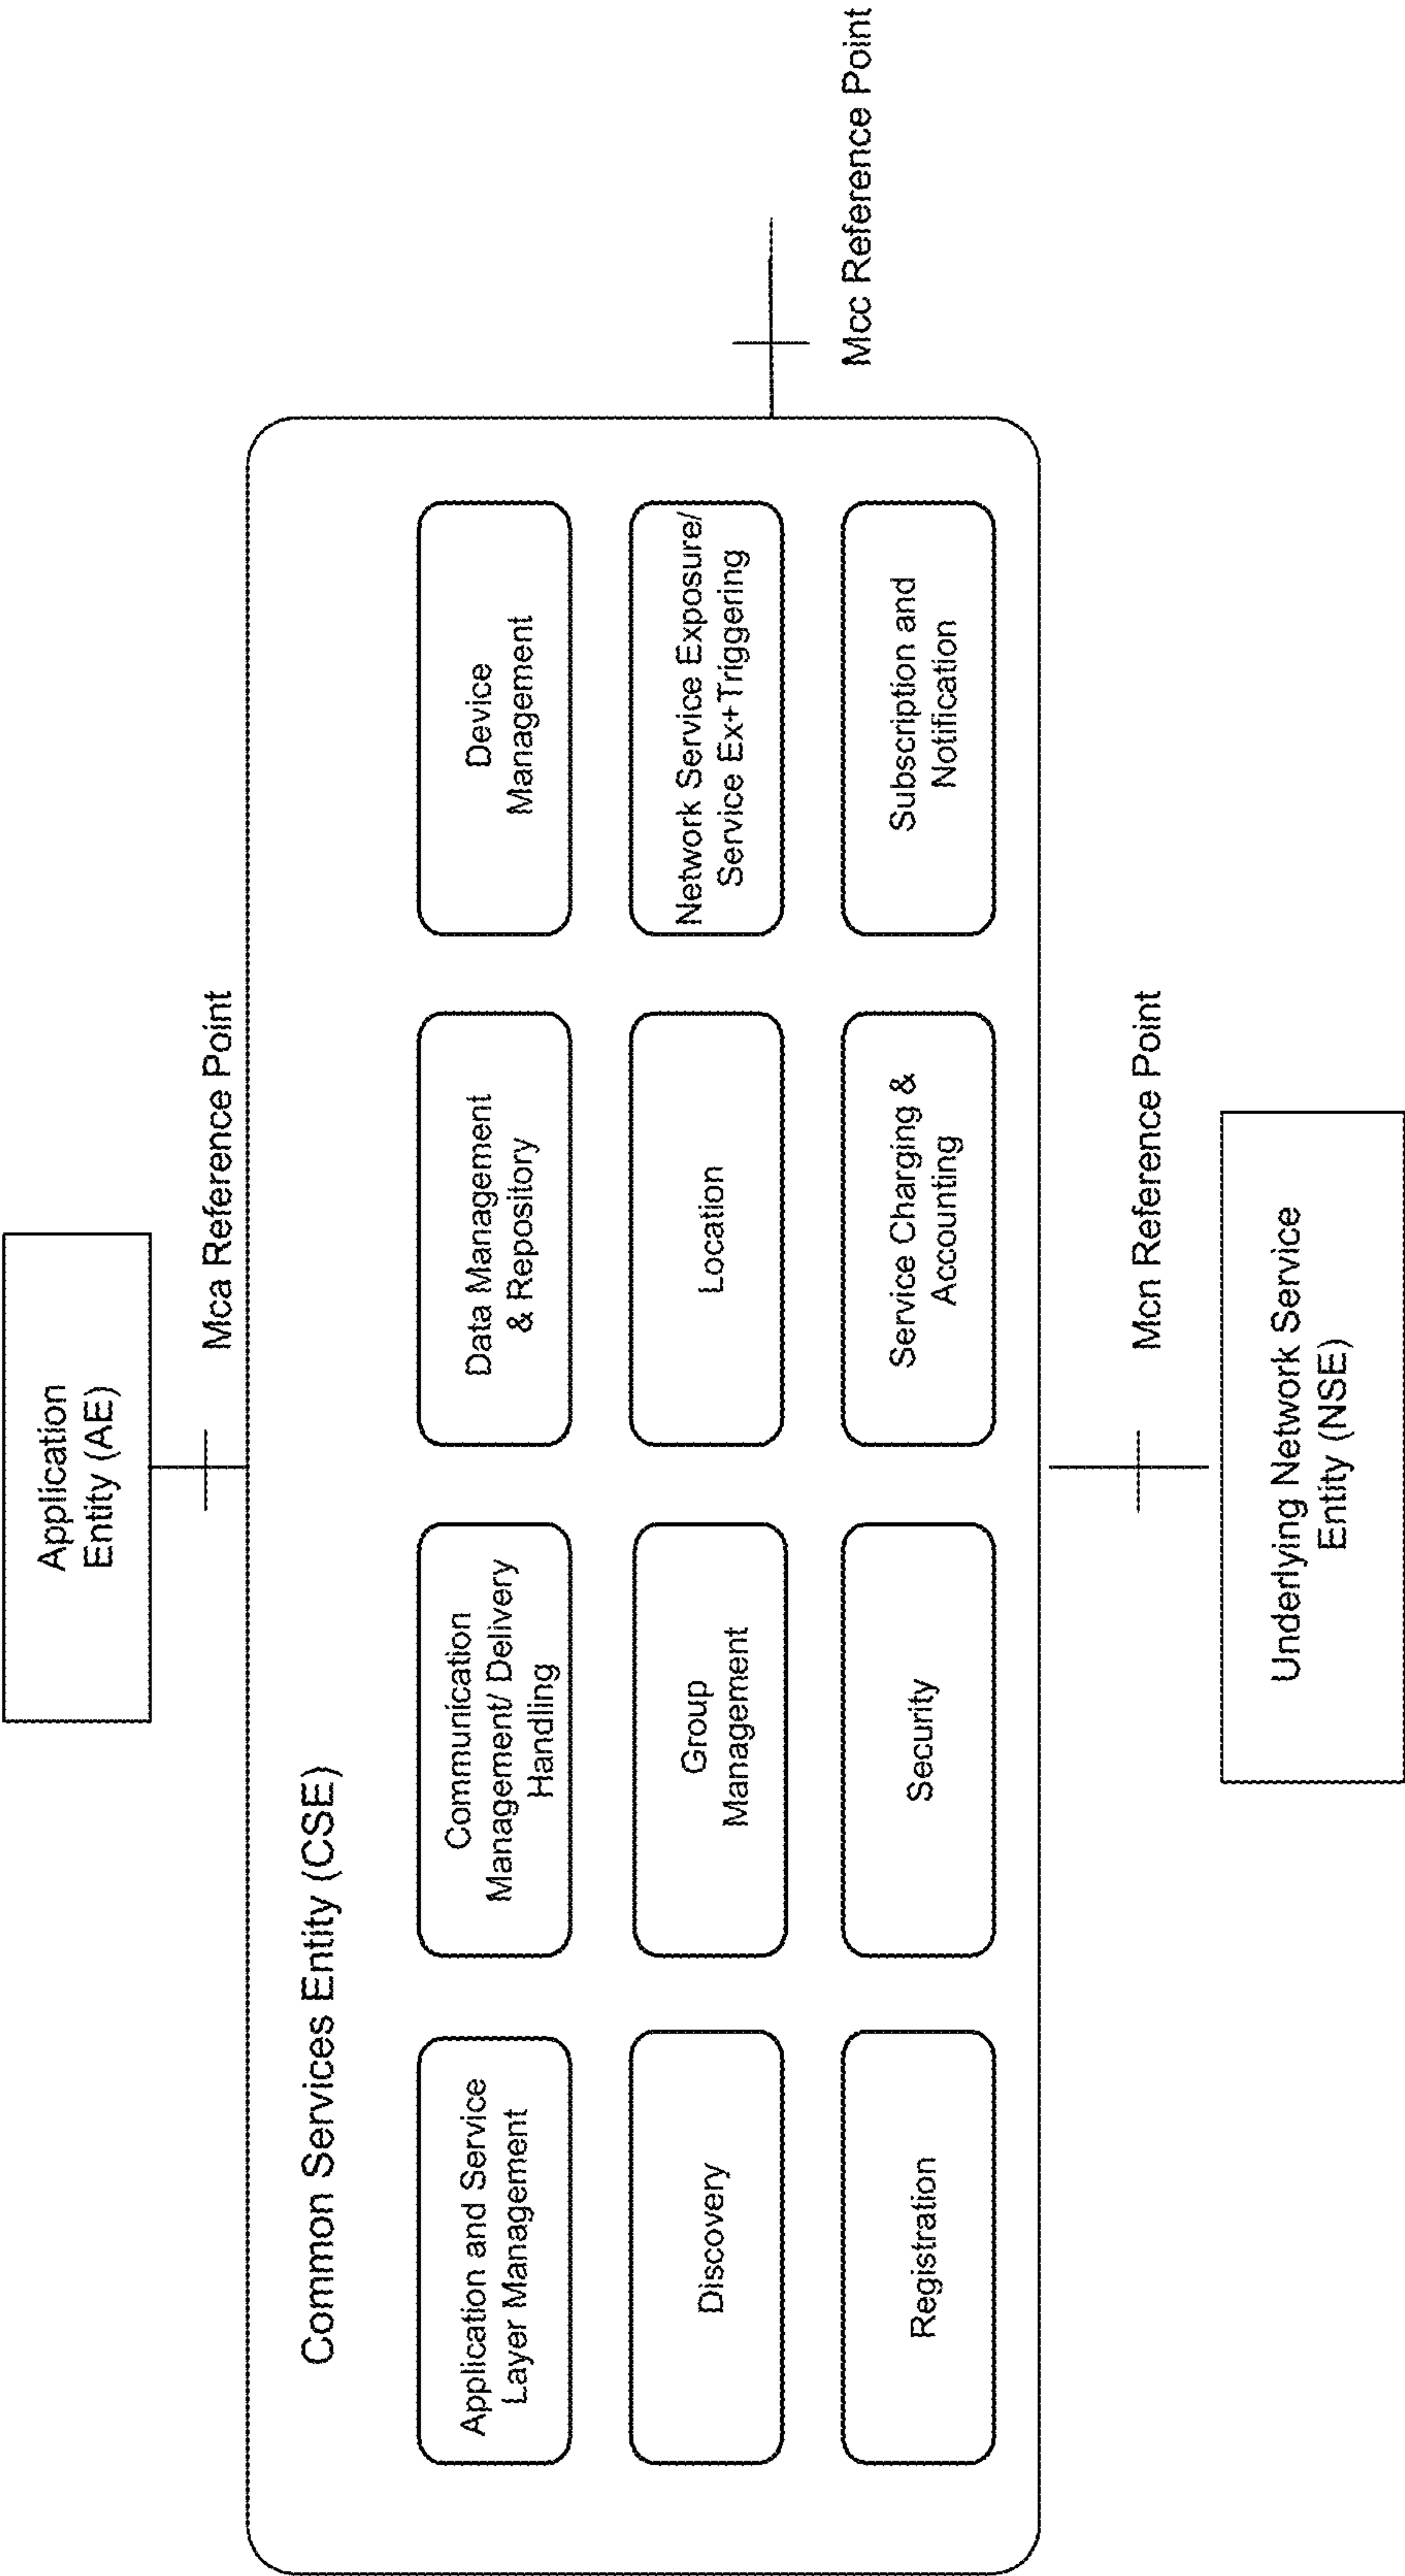 Application
Entity (AE)
Mca Reference Point
Common Services Entity (CSE)
Application and Service
Layer Management
Communication
Management/ Delivery
Handling
Data Management
& Repository
Device
Management
Discovery
Group
Management
Location
Network Service Exposure/
Service Ex+Triggering
Mcc Reference Point
Registration
Security
Service Charging &
Accounting
Subscription and
Notification
Mcn Reference Point
Underlying Network Service
Entity (NSE)